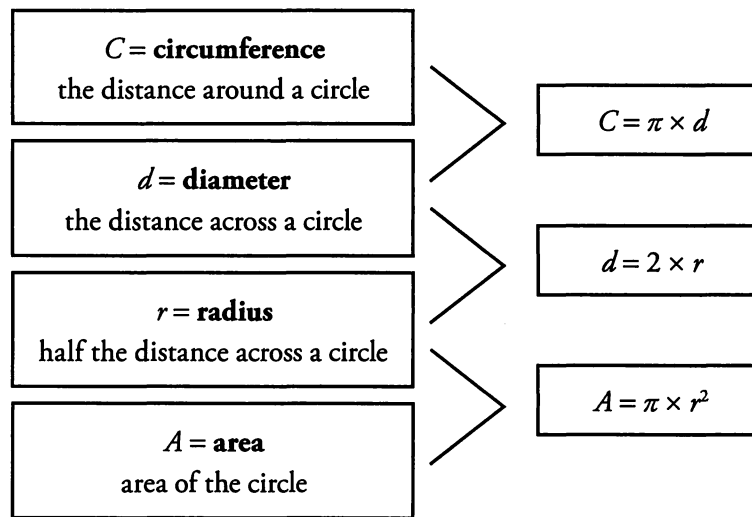 C = circumference
the distance around a circle
d = diameter
the distance across a circle
r = radius
half the distance across a circle
A = area
area of the circle
C = π × d
d = 2 × r
A = π × r²